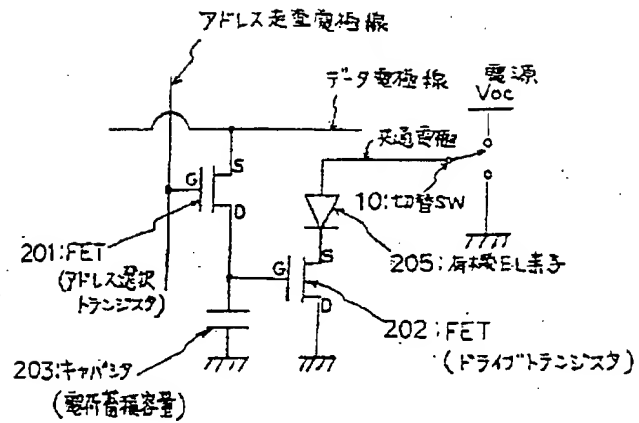 アドレス走査電極線
データ電極線
電源
Voc
共通電極
G
S
D
10:切替SW
201:FET
(アドレス選択
トランジスタ)
205:有機EL素子
G
S
D
202:FET
(ドライブトランジスタ)
203:キャパシタ
(電荷蓄積容量)